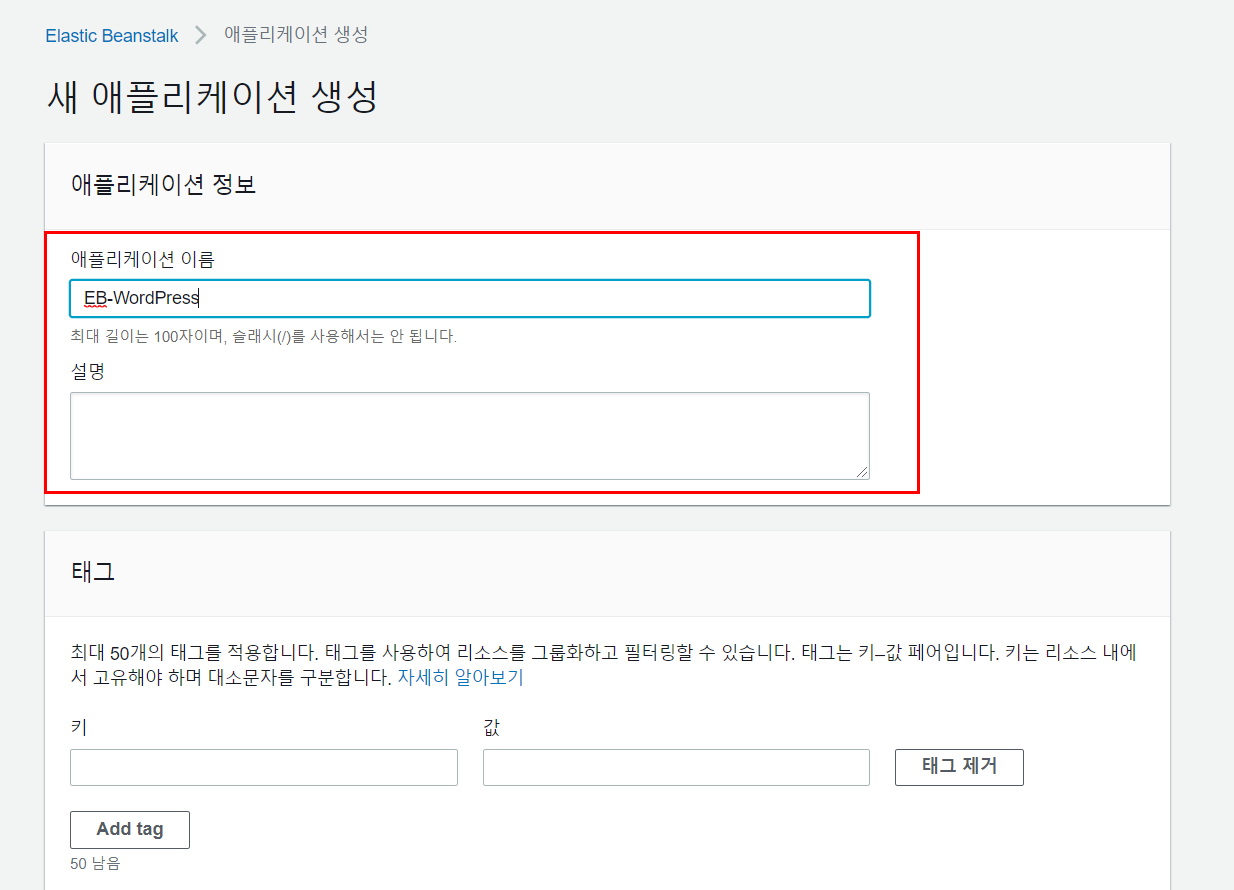 Elastic Beanstalk > 애플리케이션 생성
새 애플리케이션 생성
애플리케이션 정보
애플리케이션 이름
EB-WordPress
최대 길이는 100자이며, 슬래시(/)를 사용해서는 안 됩니다.
설명
태그
최대 50개의 태그를 적용합니다. 태그를 사용하여 리소스를 그룹화하고 필터링할 수 있습니다. 태그는 키–값 페어입니다. 키는 리소스 내에
서 고유해야 하며 대소문자를 구분합니다. 자세히 알아보기
키 값
태그 제거
Add tag
50 남음